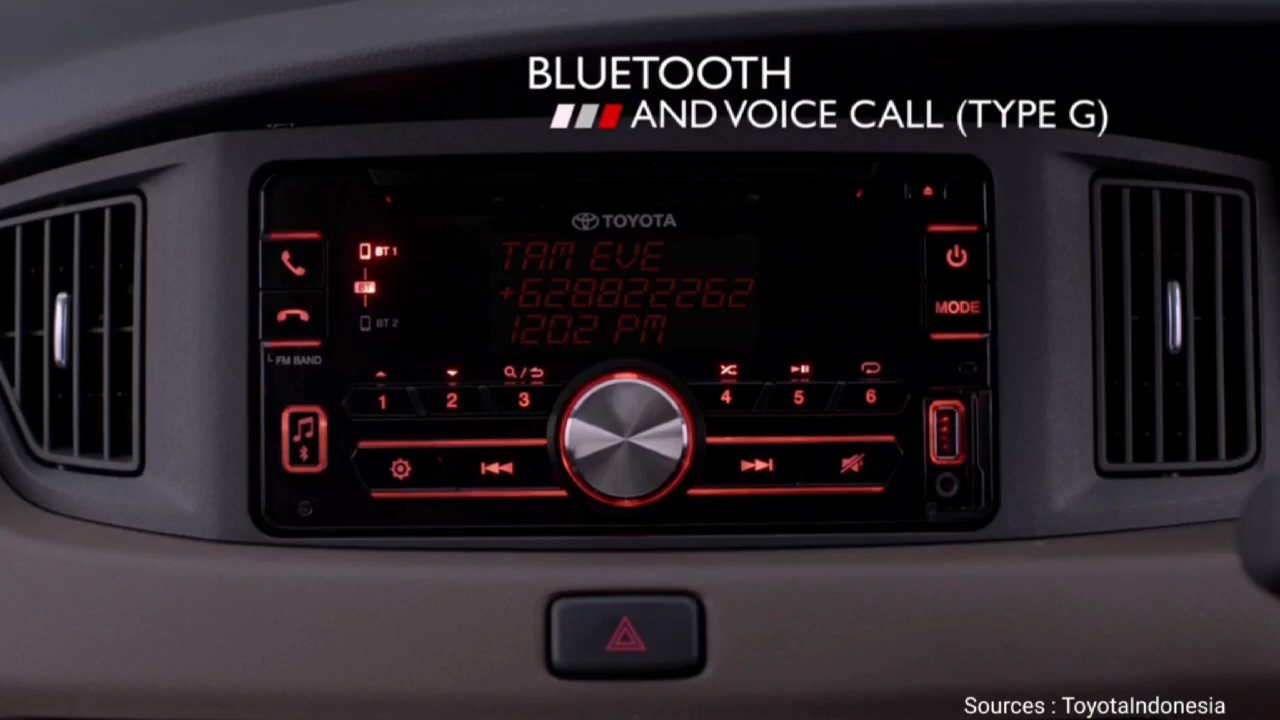 BLUETOOTH
AND VOICE CALL (TYPE G)
TOYOTA
BT 1
TAM EVE
BT
+628822262
MODE
BT 2
1202 PM
FM BAND
1
2
3
4
5
6
Sources : ToyotaIndonesia